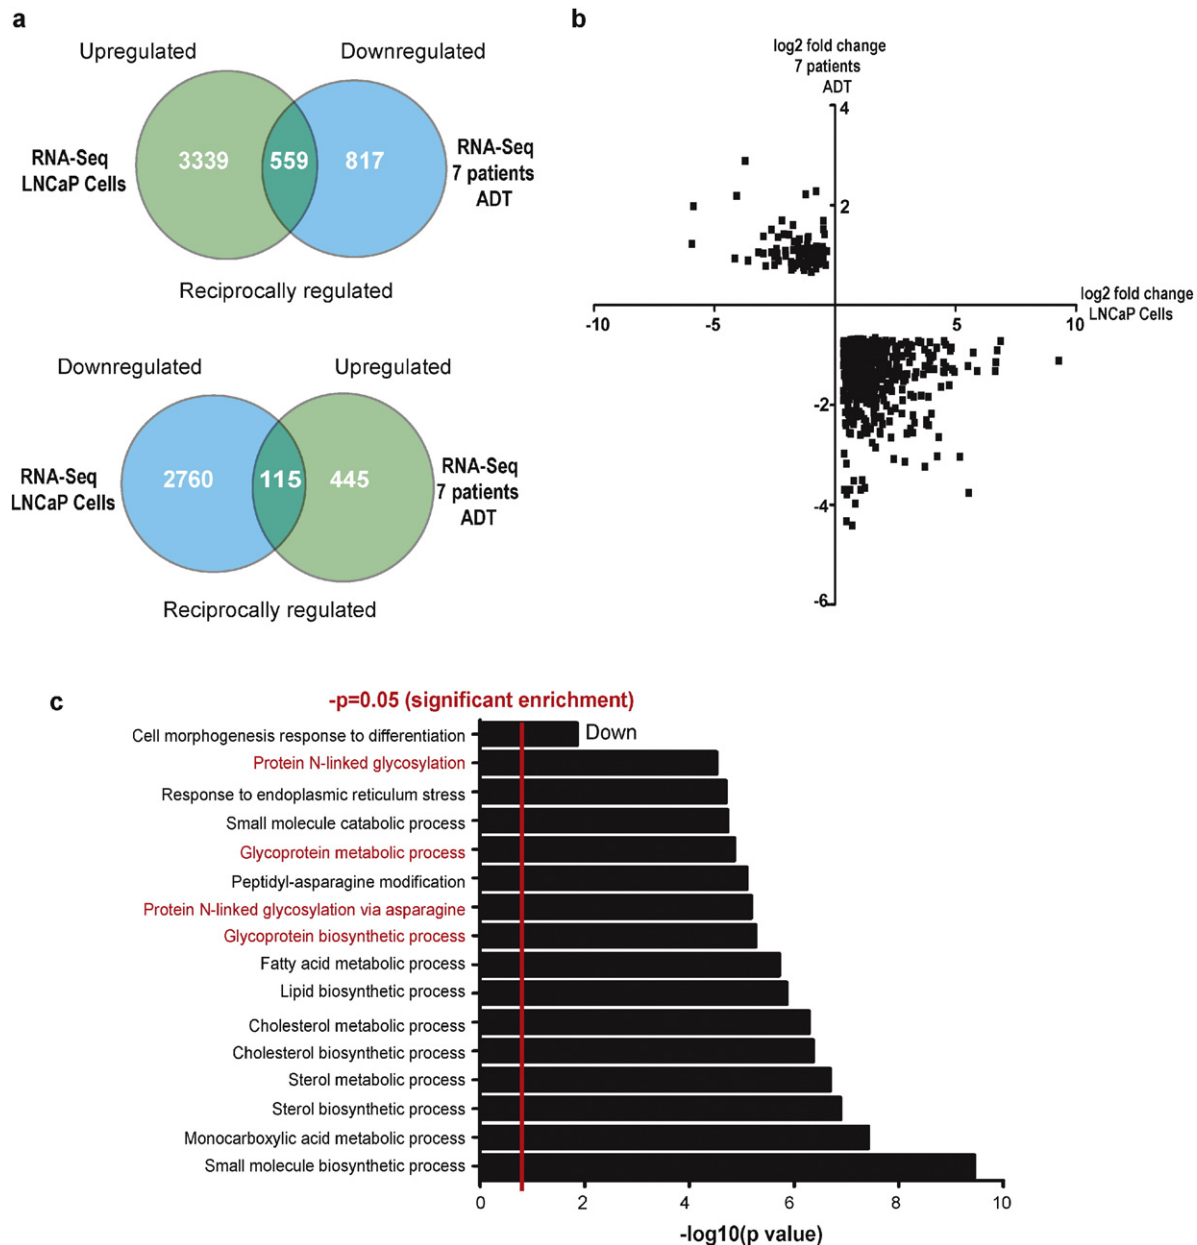 a
Upregulated
Downregulated
RNA-Seq
LNCaP Cells
3339
559
817
RNA-Seq
7 patients
ADT
Reciprocally regulated
Downregulated
Upregulated
RNA-Seq
LNCaP Cells
2760
115
445
RNA-Seq
7 patients
ADT
Reciprocally regulated
b
log2 fold change
7 patients
ADT
4
2
-10
-5
5
10
log2 fold change
LNCaP Cells
-2
-4
-6
c
-p=0.05 (significant enrichment)
Cell morphogenesis response to differentiation
Down
Protein N-linked glycosylation
Response to endoplasmic reticulum stress
Small molecule catabolic process
Glycoprotein metabolic process
Peptidyl-asparagine modification
Protein N-linked glycosylation via asparagine
Glycoprotein biosynthetic process
Fatty acid metabolic process
Lipid biosynthetic process
Cholesterol metabolic process
Cholesterol biosynthetic process
Sterol metabolic process
Sterol biosynthetic process
Monocarboxylic acid metabolic process
Small molecule biosynthetic process
0 2 4 6 8 10
-log10(p value)